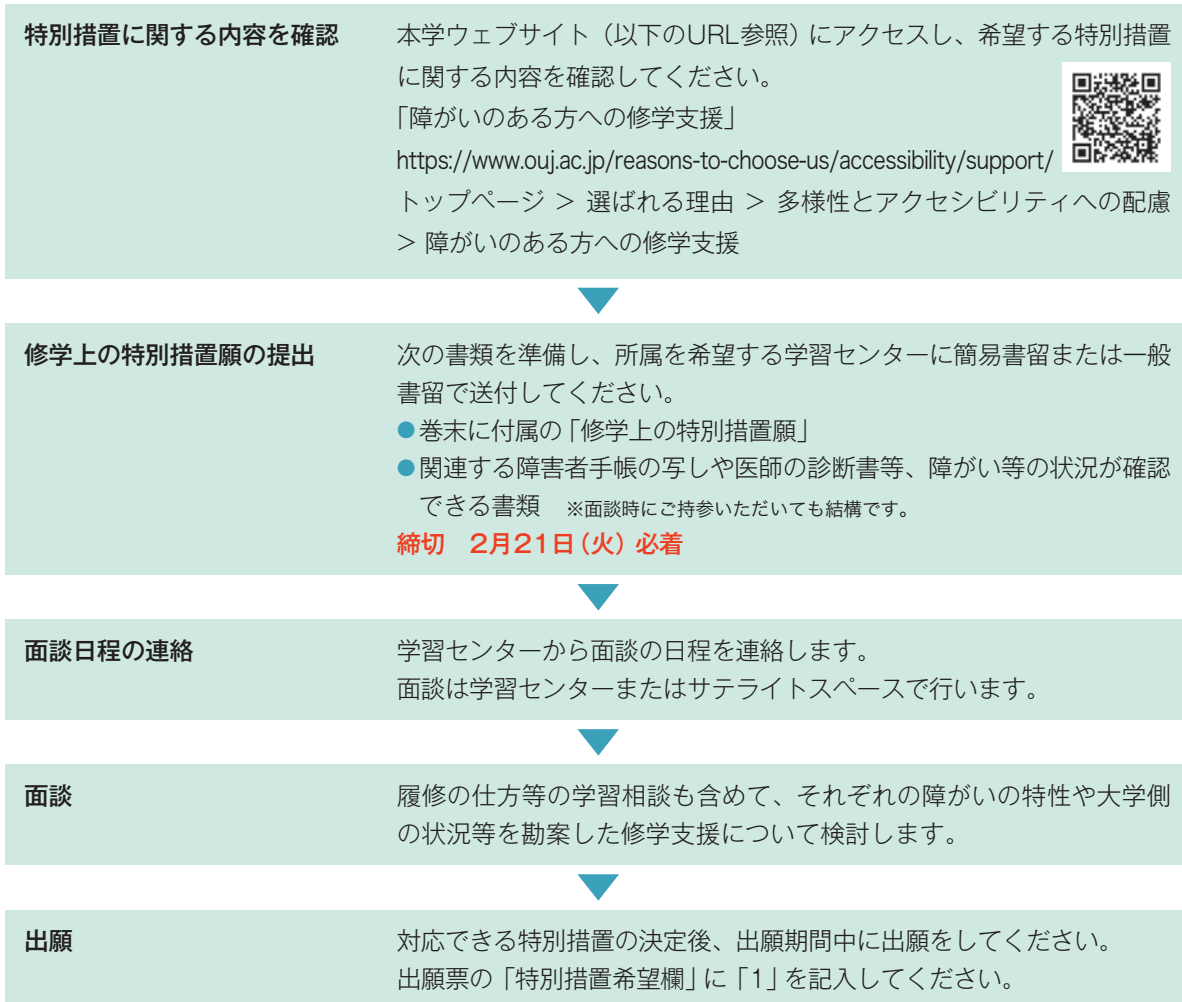 特別措置に関する内容を確認
本学ウェブサイト（以下のURL参照）にアクセスし、希望する特別措置
に関する内容を確認してください。
「障がいのある方への修学支援」
https://www.ouj.ac.jp/reasons-to-choose-us/accessibility/support/
トップページ ＞ 選ばれる理由 ＞ 多様性とアクセシビリティへの配慮
＞ 障がいのある方への修学支援
修学上の特別措置願の提出
次の書類を準備し、所属を希望する学習センターに簡易書留または一般
書留で送付してください。
●巻末に付属の「修学上の特別措置願」
●関連する障害者手帳の写しや医師の診断書等、障がい等の状況が確認
できる書類　※面談時にご持参いただいても結構です。
締切　2月21日（火）必着
面談日程の連絡
学習センターから面談の日程を連絡します。
面談は学習センターまたはサテライトスペースで行います。
面談
履修の仕方等の学習相談も含めて、それぞれの障がいの特性や大学側
の状況等を勘案した修学支援について検討します。
出願
対応できる特別措置の決定後、出願期間中に出願をしてください。
出願票の「特別措置希望欄」に「1」を記入してください。